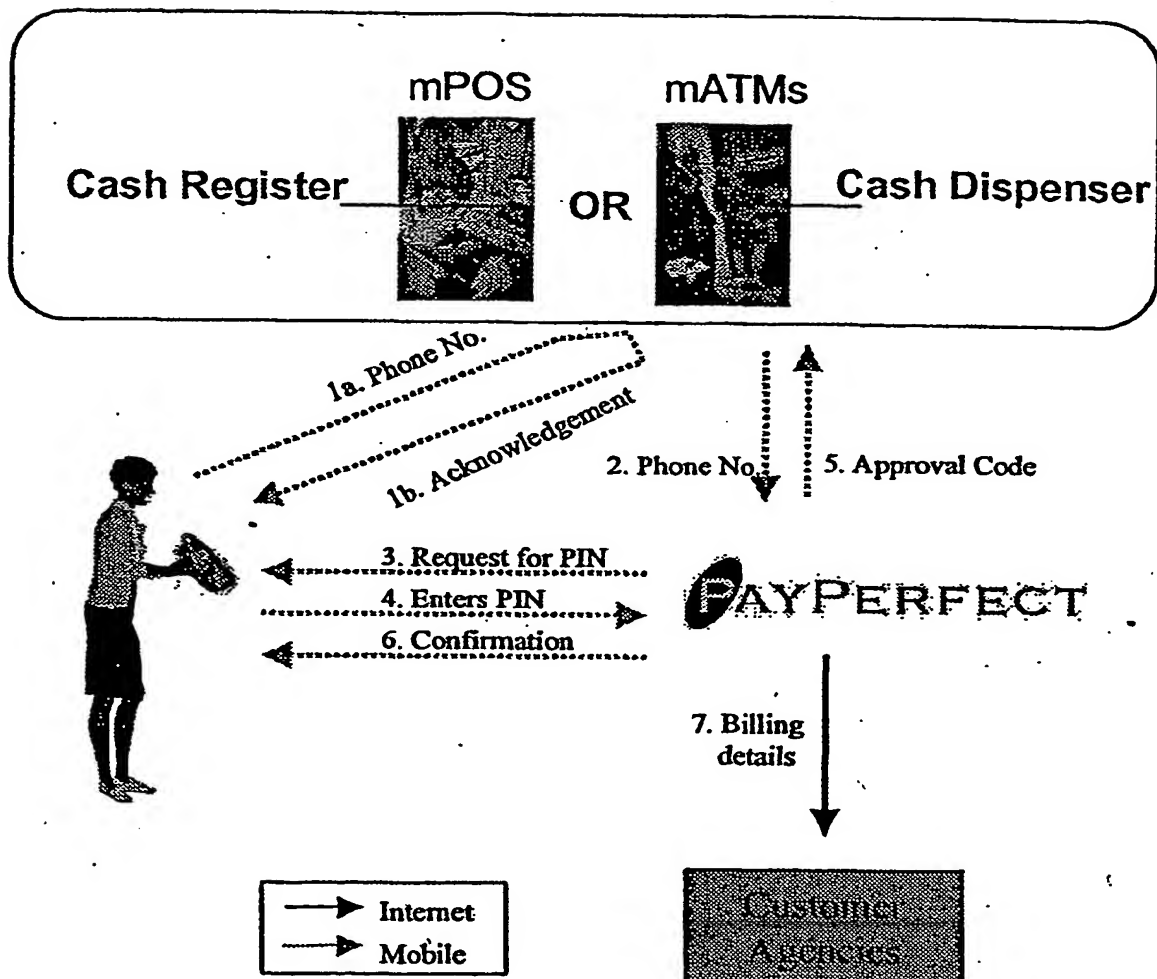 mPOS
mATMs
Cash Register
OR
Cash Dispenser
1a. Phone No.
1b. Acknowledgement
2. Phone No.
5. Approval Code
3. Request for PIN
4. Enters PIN
6. Confirmation
PAYPERFECT
7. Billing
details
Internet
Mobile
Customer
Agencies